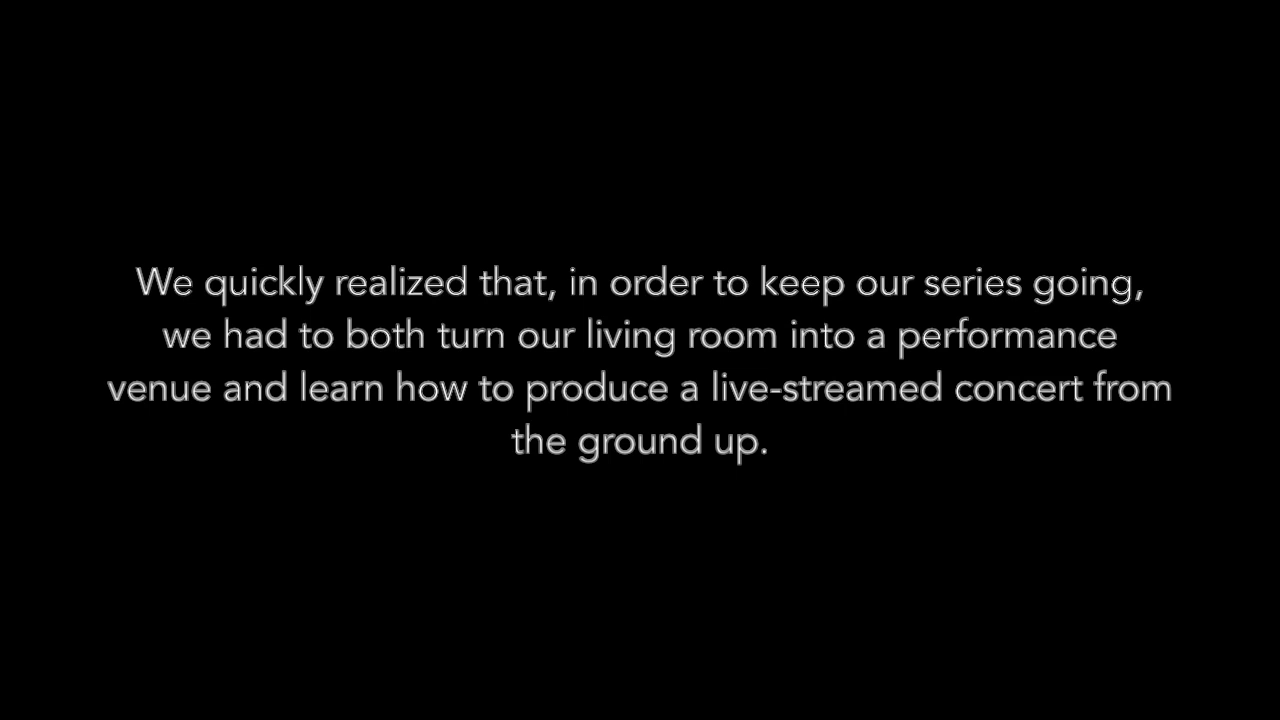 We quickly realized that, in order to keep our series going,
we had to both turn our living room into a performance
venue and learn how to produce a live-streamed concert from
the ground up.